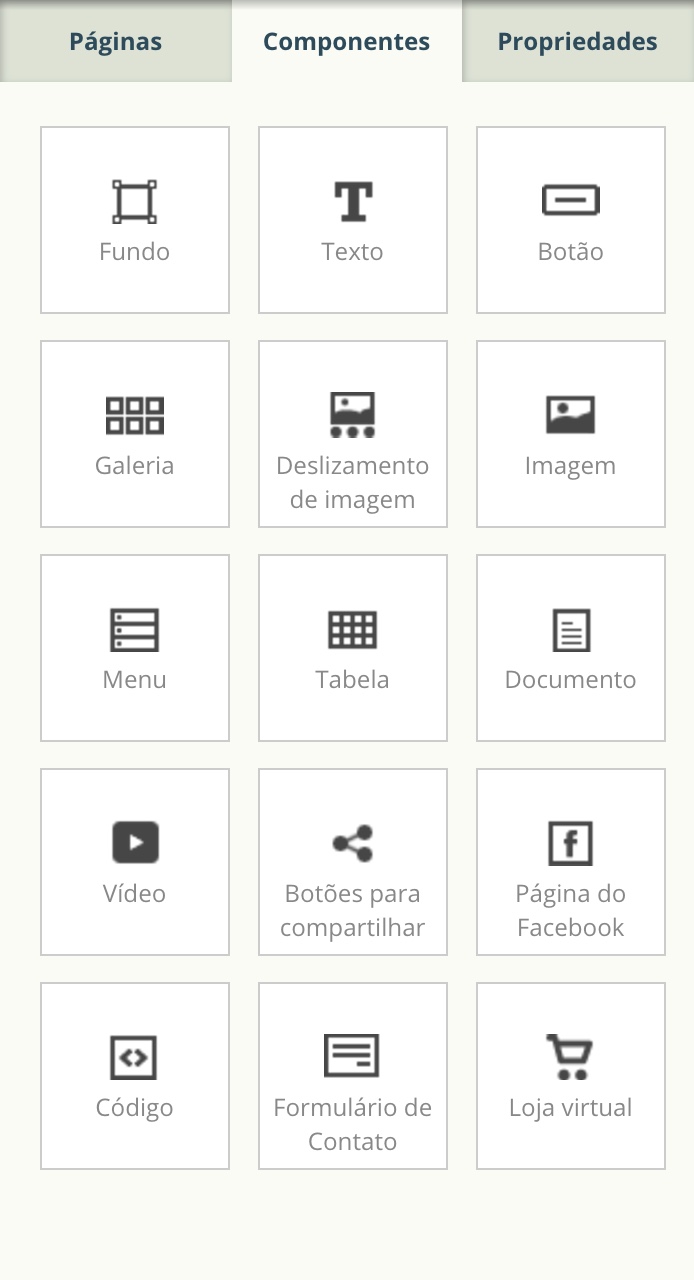 Páginas Componentes Propriedades
Fundo Texto Botão
Galeria Deslizamento Imagem
de imagem
Menu Tabela Documento
Vídeo Botões para Página do
compartilhar Facebook
Código Formulário de Loja virtual
Contato